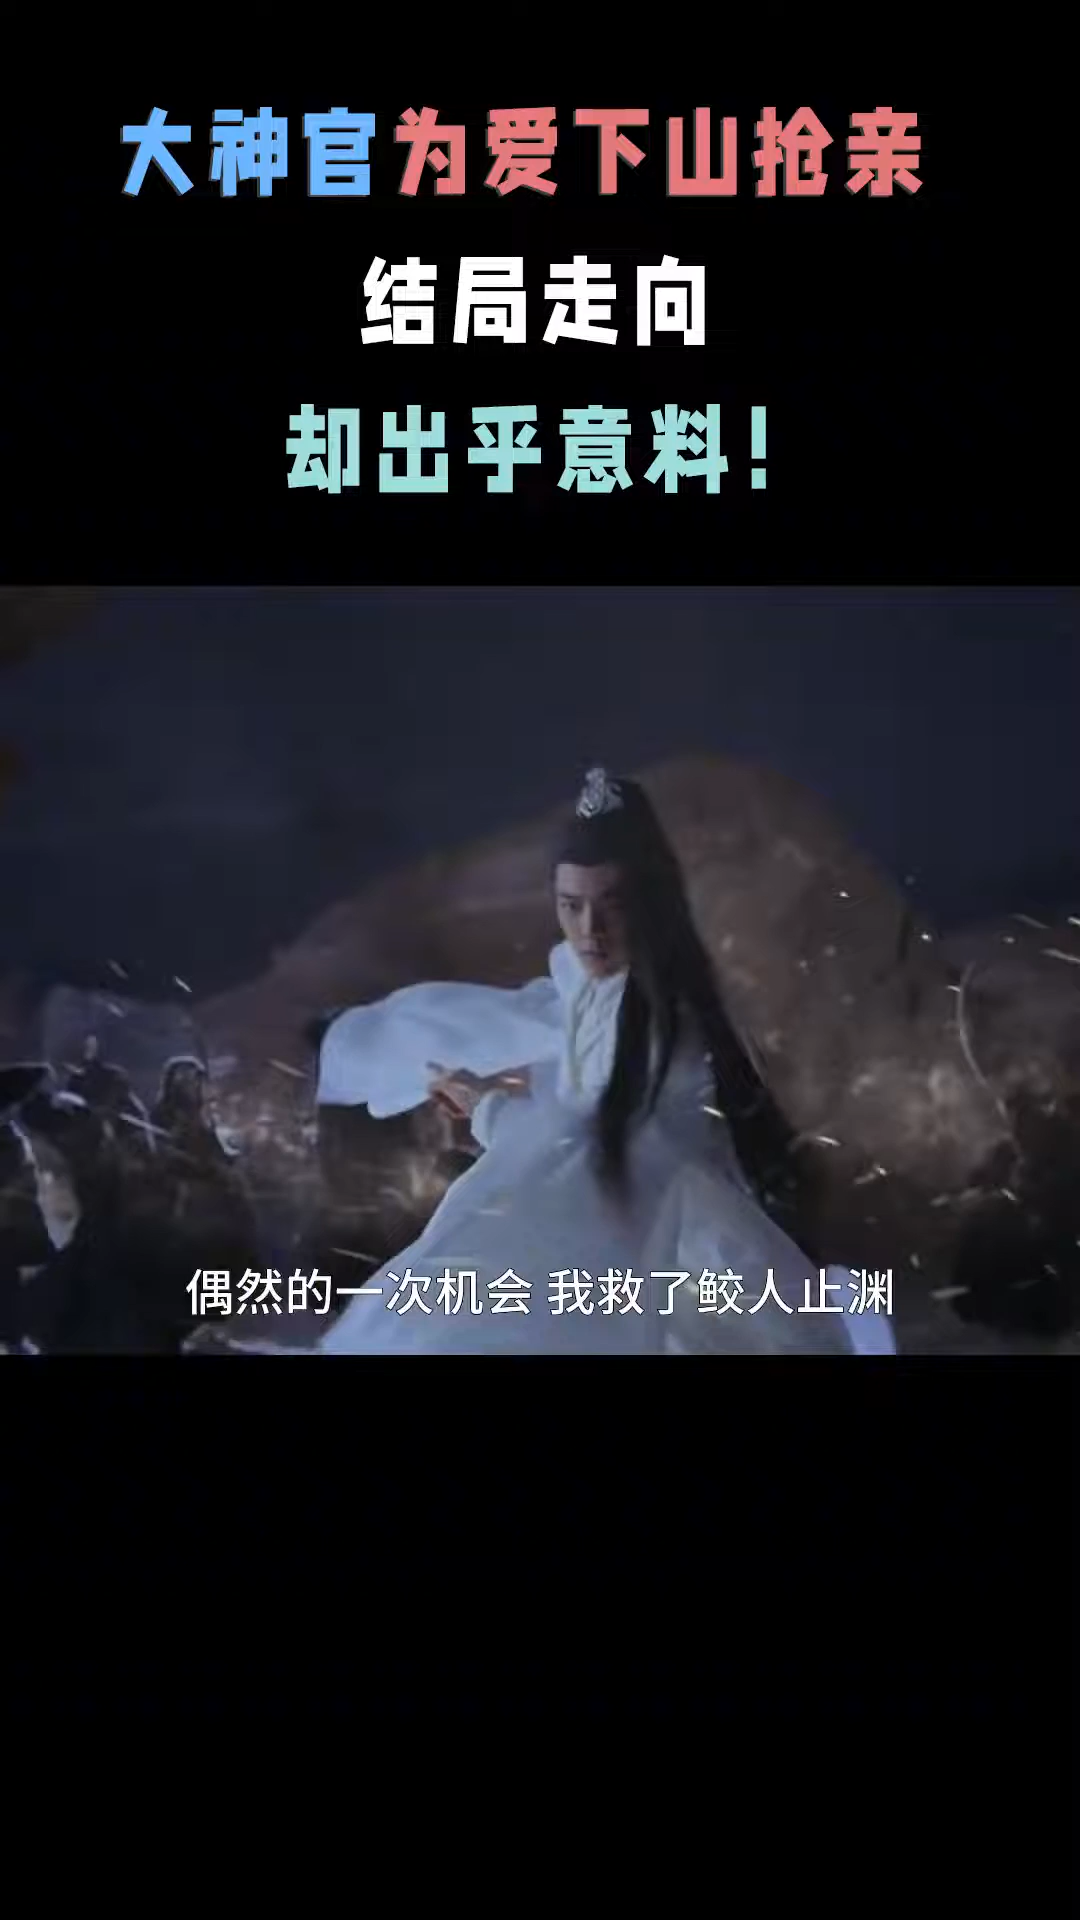 大神官为爱下山抢亲
结局走向
却出乎意料！
偶然的一次机会 我救了鲛人止渊